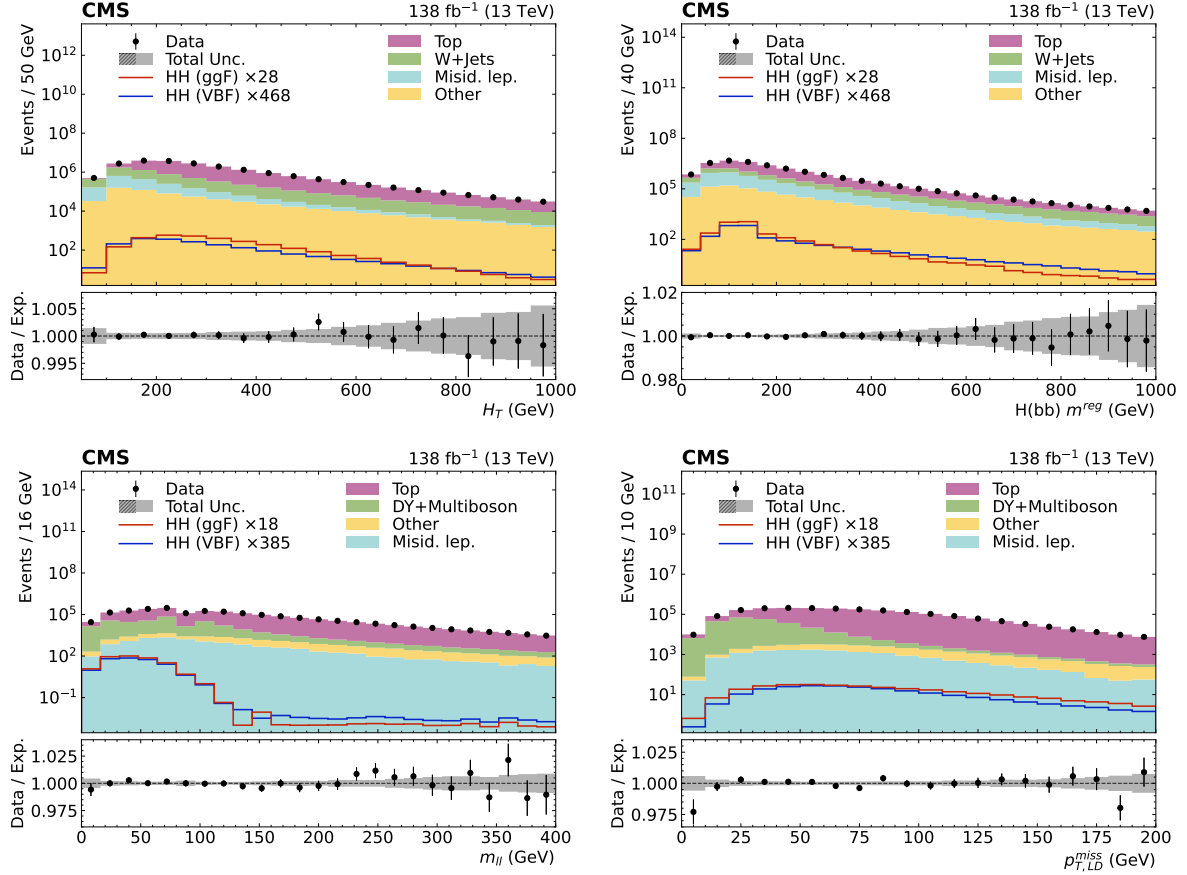 CMS 138 fb⁻¹ (13 TeV)
Events / 50 GeV
Data
Total Unc.
HH (ggF) ×28
HH (VBF) ×468
Top
W+Jets
Misid. lep.
Other
10¹²
10¹⁰
10⁸
10⁶
10⁴
10²
Data / Exp.
1.005
1.000
0.995
200 400 600 800 1000
H_T (GeV)
CMS 138 fb⁻¹ (13 TeV)
Events / 40 GeV
Data
Total Unc.
HH (ggF) ×28
HH (VBF) ×468
Top
W+Jets
Misid. lep.
Other
10¹⁴
10¹¹
10⁸
10⁵
10²
Data / Exp.
1.02
1.00
0.98
0 200 400 600 800 1000
H(bb) m^reg (GeV)
CMS 138 fb⁻¹ (13 TeV)
Events / 16 GeV
Data
Total Unc.
HH (ggF) ×18
HH (VBF) ×385
Top
DY+Multiboson
Other
Misid. lep.
10¹⁴
10¹¹
10⁸
10⁵
10²
10⁻¹
Data / Exp.
1.025
1.000
0.975
0 50 100 150 200 250 300 350 400
m_ll (GeV)
CMS 138 fb⁻¹ (13 TeV)
Events / 10 GeV
Data
Total Unc.
HH (ggF) ×18
HH (VBF) ×385
Top
DY+Multiboson
Other
Misid. lep.
10¹¹
10⁹
10⁷
10⁵
10³
10¹
Data / Exp.
1.025
1.000
0.975
0 25 50 75 100 125 150 175 200
p_T,LD^miss (GeV)